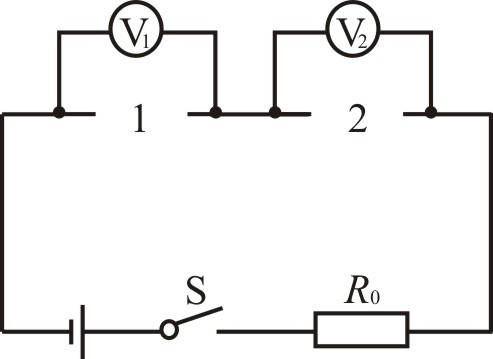 V₁ V₂
1 2
S R₀